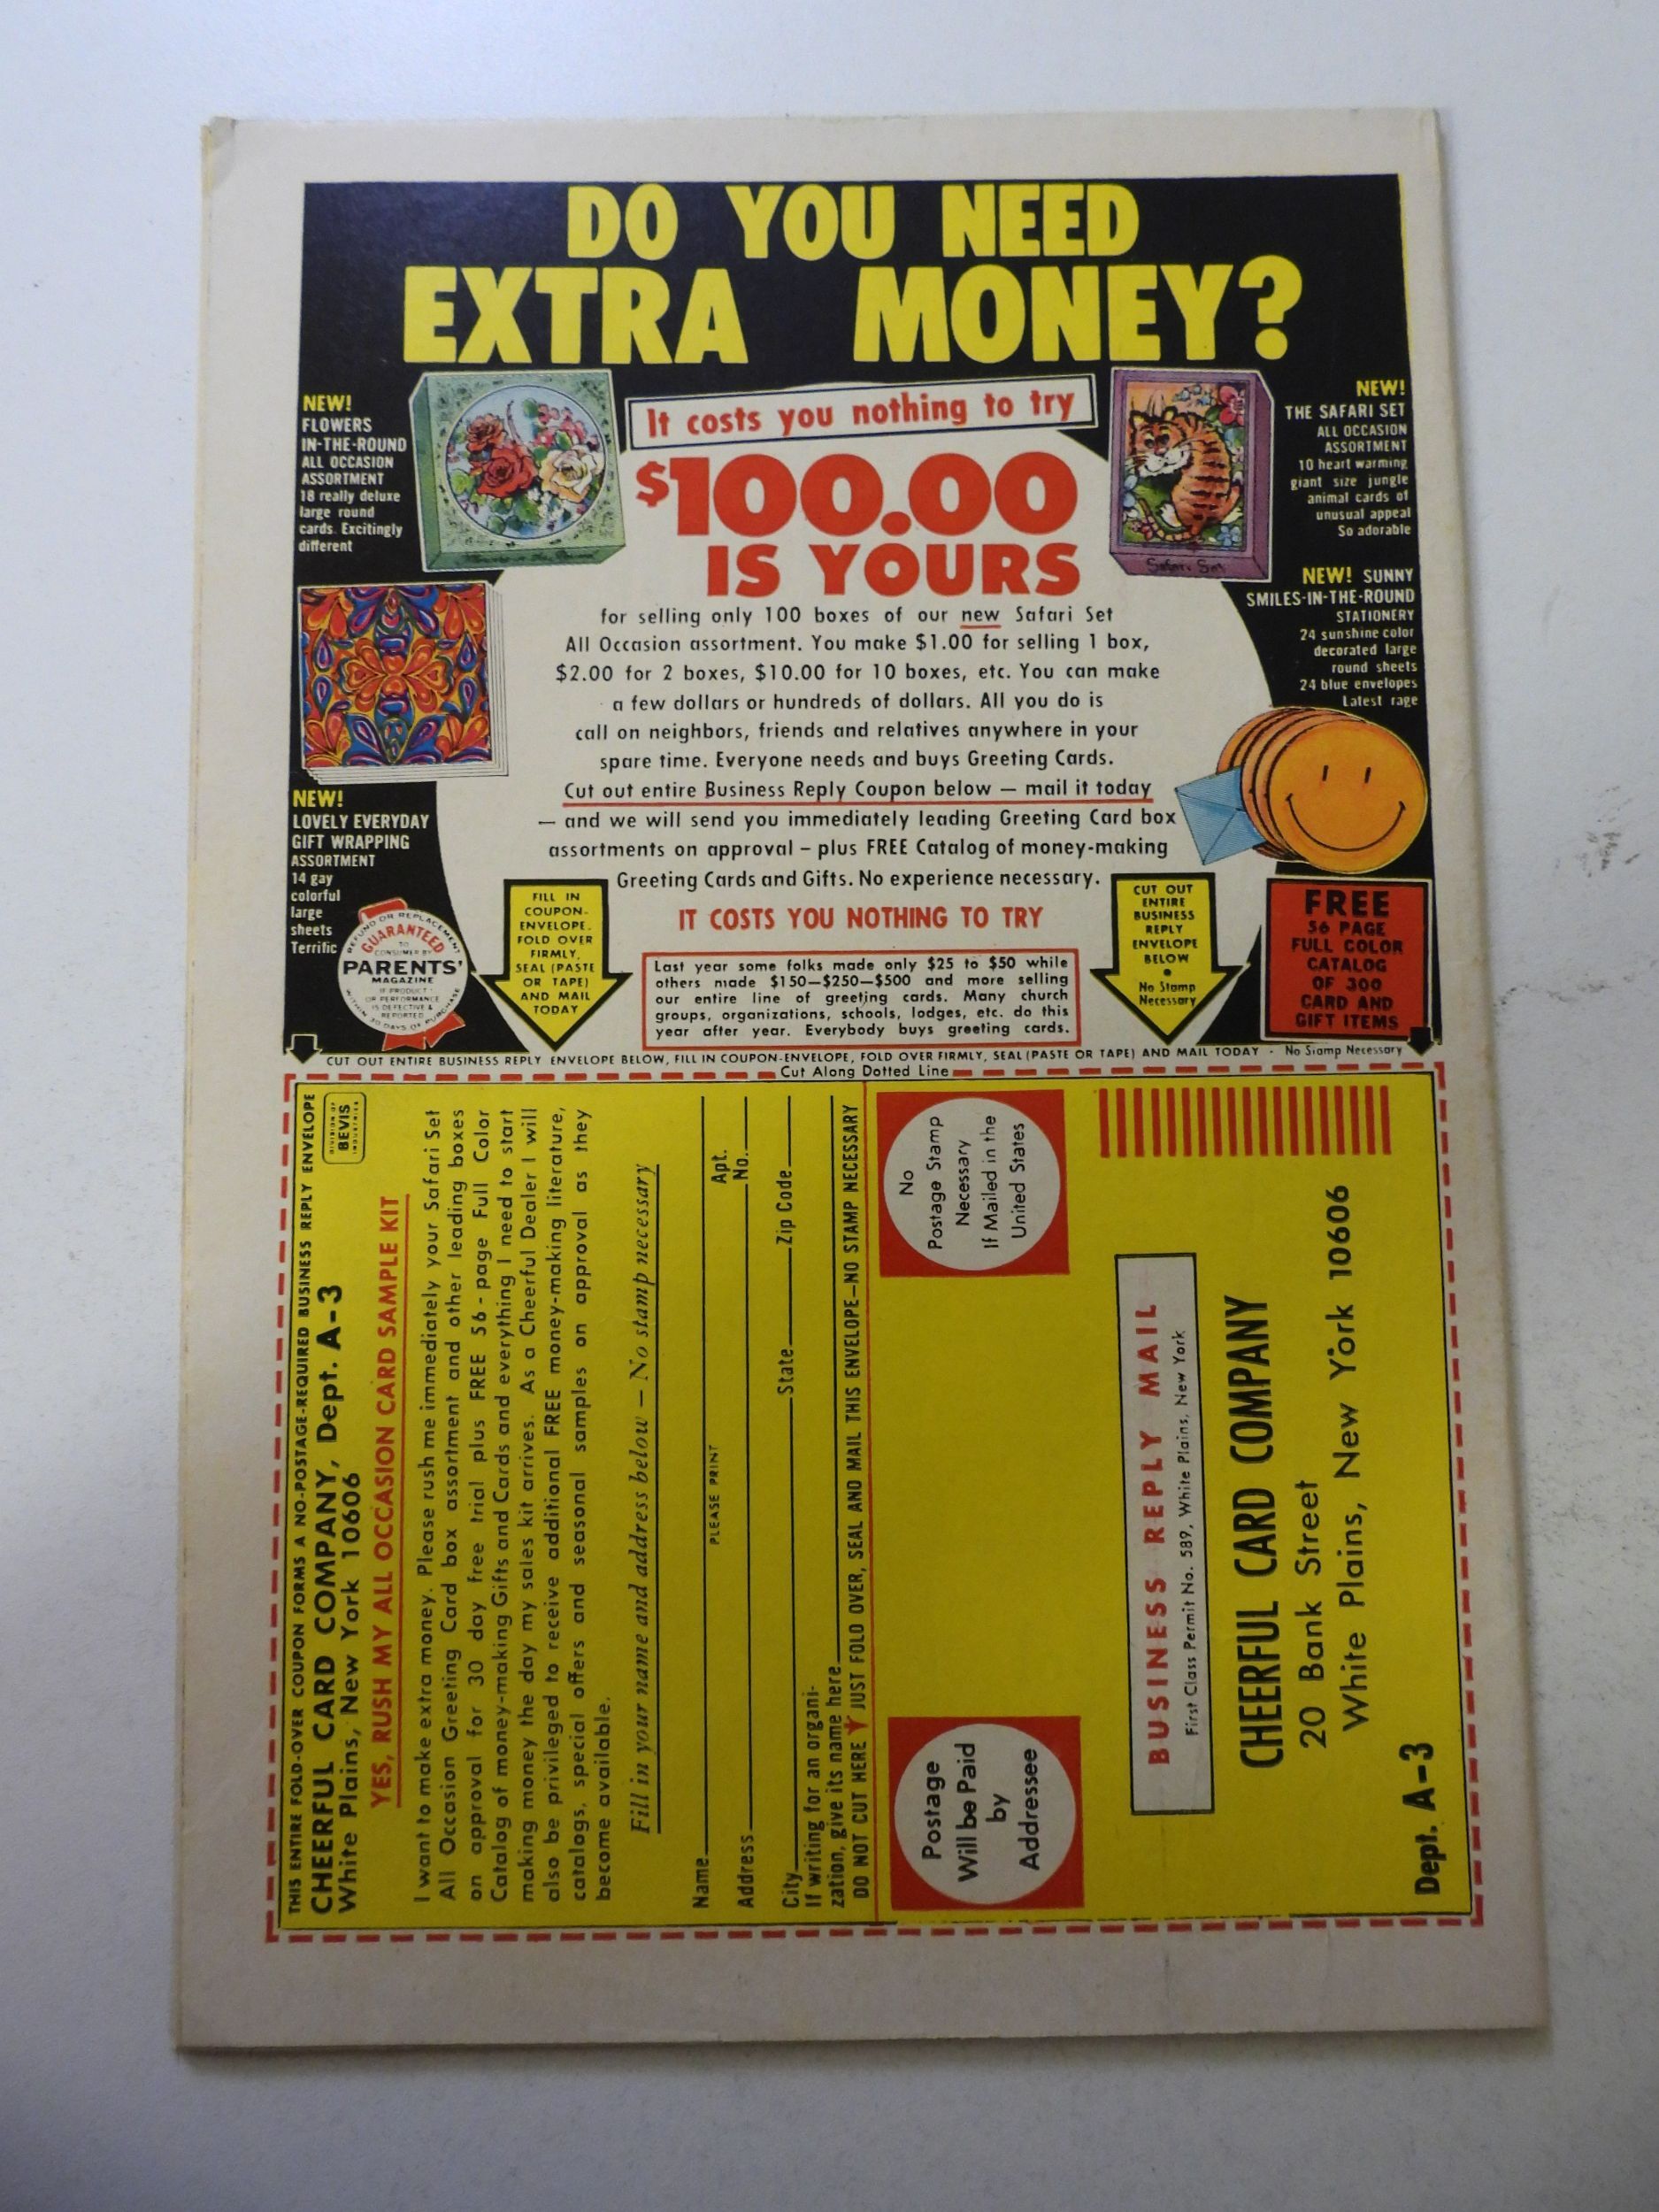 DO YOU NEED
EXTRA MONEY?
NEW!
FLOWERS
IN-THE-ROUND
ALL OCCASION
ASSORTMENT
18 really deluxe
large round
cards. Excitingly
different
It costs you nothing to try
$100.00
IS YOURS
Safari Set
NEW!
THE SAFARI SET
ALL OCCASION
ASSORTMENT
10 heart warming
giant size jungle
animal cards of
unusual appeal
So adorable
NEW! SUNNY
SMILES-IN-THE-ROUND
STATIONERY
24 sunshine color
decorated large
round sheets
24 blue envelopes
Latest rage
for selling only 100 boxes of our new Safari Set
All Occasion assortment. You make $1.00 for selling 1 box,
$2.00 for 2 boxes, $10.00 for 10 boxes, etc. You can make
a few dollars or hundreds of dollars. All you do is
call on neighbors, friends and relatives anywhere in your
spare time. Everyone needs and buys Greeting Cards.
Cut out entire Business Reply Coupon below — mail it today
— and we will send you immediately leading Greeting Card box
assortments on approval – plus FREE Catalog of money-making
Greeting Cards and Gifts. No experience necessary.
NEW!
LOVELY EVERYDAY
GIFT WRAPPING
ASSORTMENT
14 gay
colorful
large
sheets
Terrific
REFUND OR REPLACEMENT
GUARANTEED
TO
CONSUMER BY
PARENTS'
MAGAZINE
IF PRODUCT
OR PERFORMANCE
IS DEFECTIVE &
REPORTED
WITHIN 30 DAYS OF PURCHASE
FILL IN
COUPON-
ENVELOPE.
FOLD OVER
FIRMLY,
SEAL (PASTE
OR TAPE)
AND MAIL
TODAY
IT COSTS YOU NOTHING TO TRY
Last year some folks made only $25 to $50 while
others made $150—$250—$500 and more selling
our entire line of greeting cards. Many church
groups, organizations, schools, lodges, etc. do this
year after year. Everybody buys greeting cards.
CUT OUT
ENTIRE
BUSINESS
REPLY
ENVELOPE
BELOW
•
No Stamp
Necessary
FREE
56 PAGE
FULL COLOR
CATALOG
OF 300
CARD AND
GIFT ITEMS
CUT OUT ENTIRE BUSINESS REPLY ENVELOPE BELOW, FILL IN COUPON-ENVELOPE, FOLD OVER FIRMLY, SEAL (PASTE OR TAPE) AND MAIL TODAY - No Stamp Necessary
Cut Along Dotted Line
THIS ENTIRE FOLD-OVER COUPON FORMS A NO-POSTAGE-REQUIRED BUSINESS REPLY ENVELOPE
CHEERFUL CARD COMPANY, Dept. A-3
White Plains, New York 10606
DIVISION OF
BEVIS
INDUSTRIES
YES, RUSH MY ALL OCCASION CARD SAMPLE KIT
I want to make extra money. Please rush me immediately your Safari Set
All Occasion Greeting Card box assortment and other leading boxes
on approval for 30 day free trial plus FREE 56-page Full Color
Catalog of money-making Gifts and Cards and everything I need to start
making money the day my sales kit arrives. As a Cheerful Dealer I will
also be privileged to receive additional FREE money-making literature,
catalogs, special offers and seasonal samples on approval as they
become available.
Fill in your name and address below — No stamp necessary
Name
PLEASE PRINT
Address Apt. No.
City State Zip Code
If writing for an organi-
zation, give its name here
DO NOT CUT HERE JUST FOLD OVER, SEAL AND MAIL THIS ENVELOPE—NO STAMP NECESSARY
Postage
Will be Paid
by
Addressee
No
Postage Stamp
Necessary
If Mailed in the
United States
BUSINESS REPLY MAIL
First Class Permit No. 589, White Plains, New York
CHEERFUL CARD COMPANY
20 Bank Street
White Plains, New York 10606
Dept. A-3